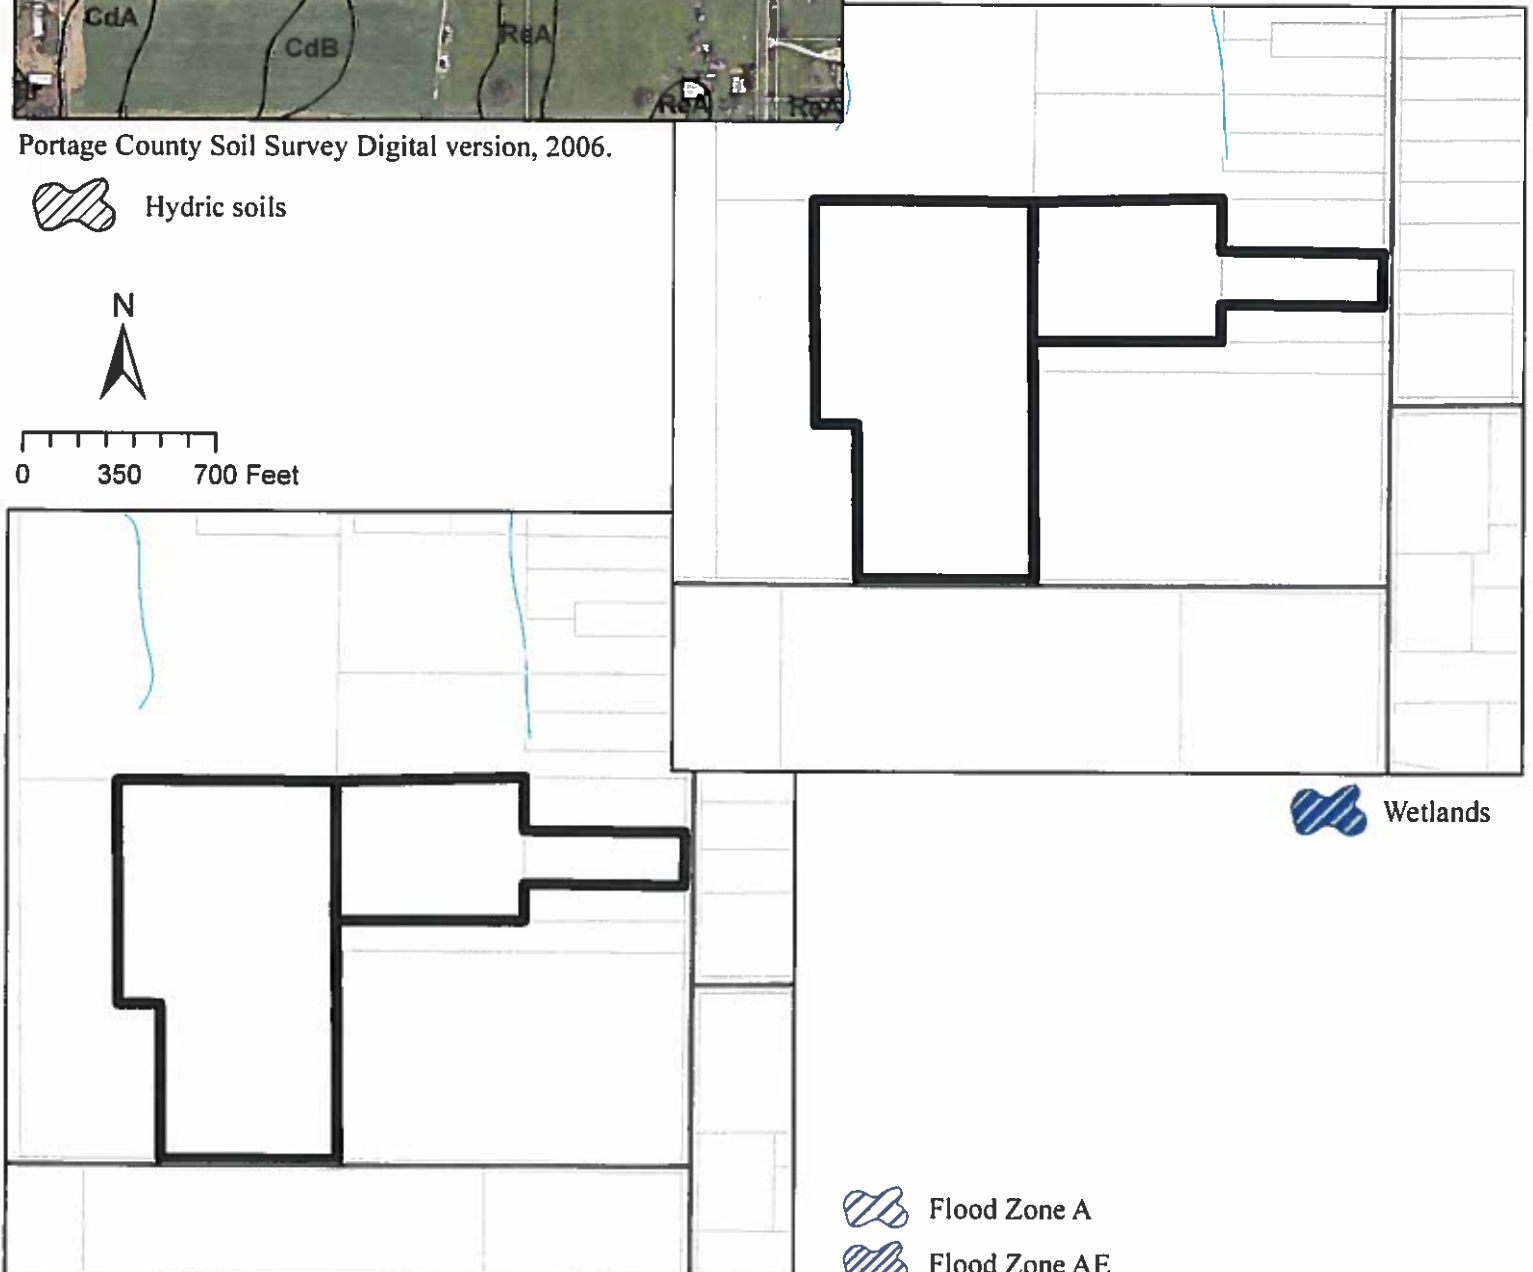 CdA
CdB
ReA
ReA
ReA
Portage County Soil Survey Digital version, 2006.
Hydric soils
N
0 350 700 Feet
Wetlands
Flood Zone A
Flood Zone AE